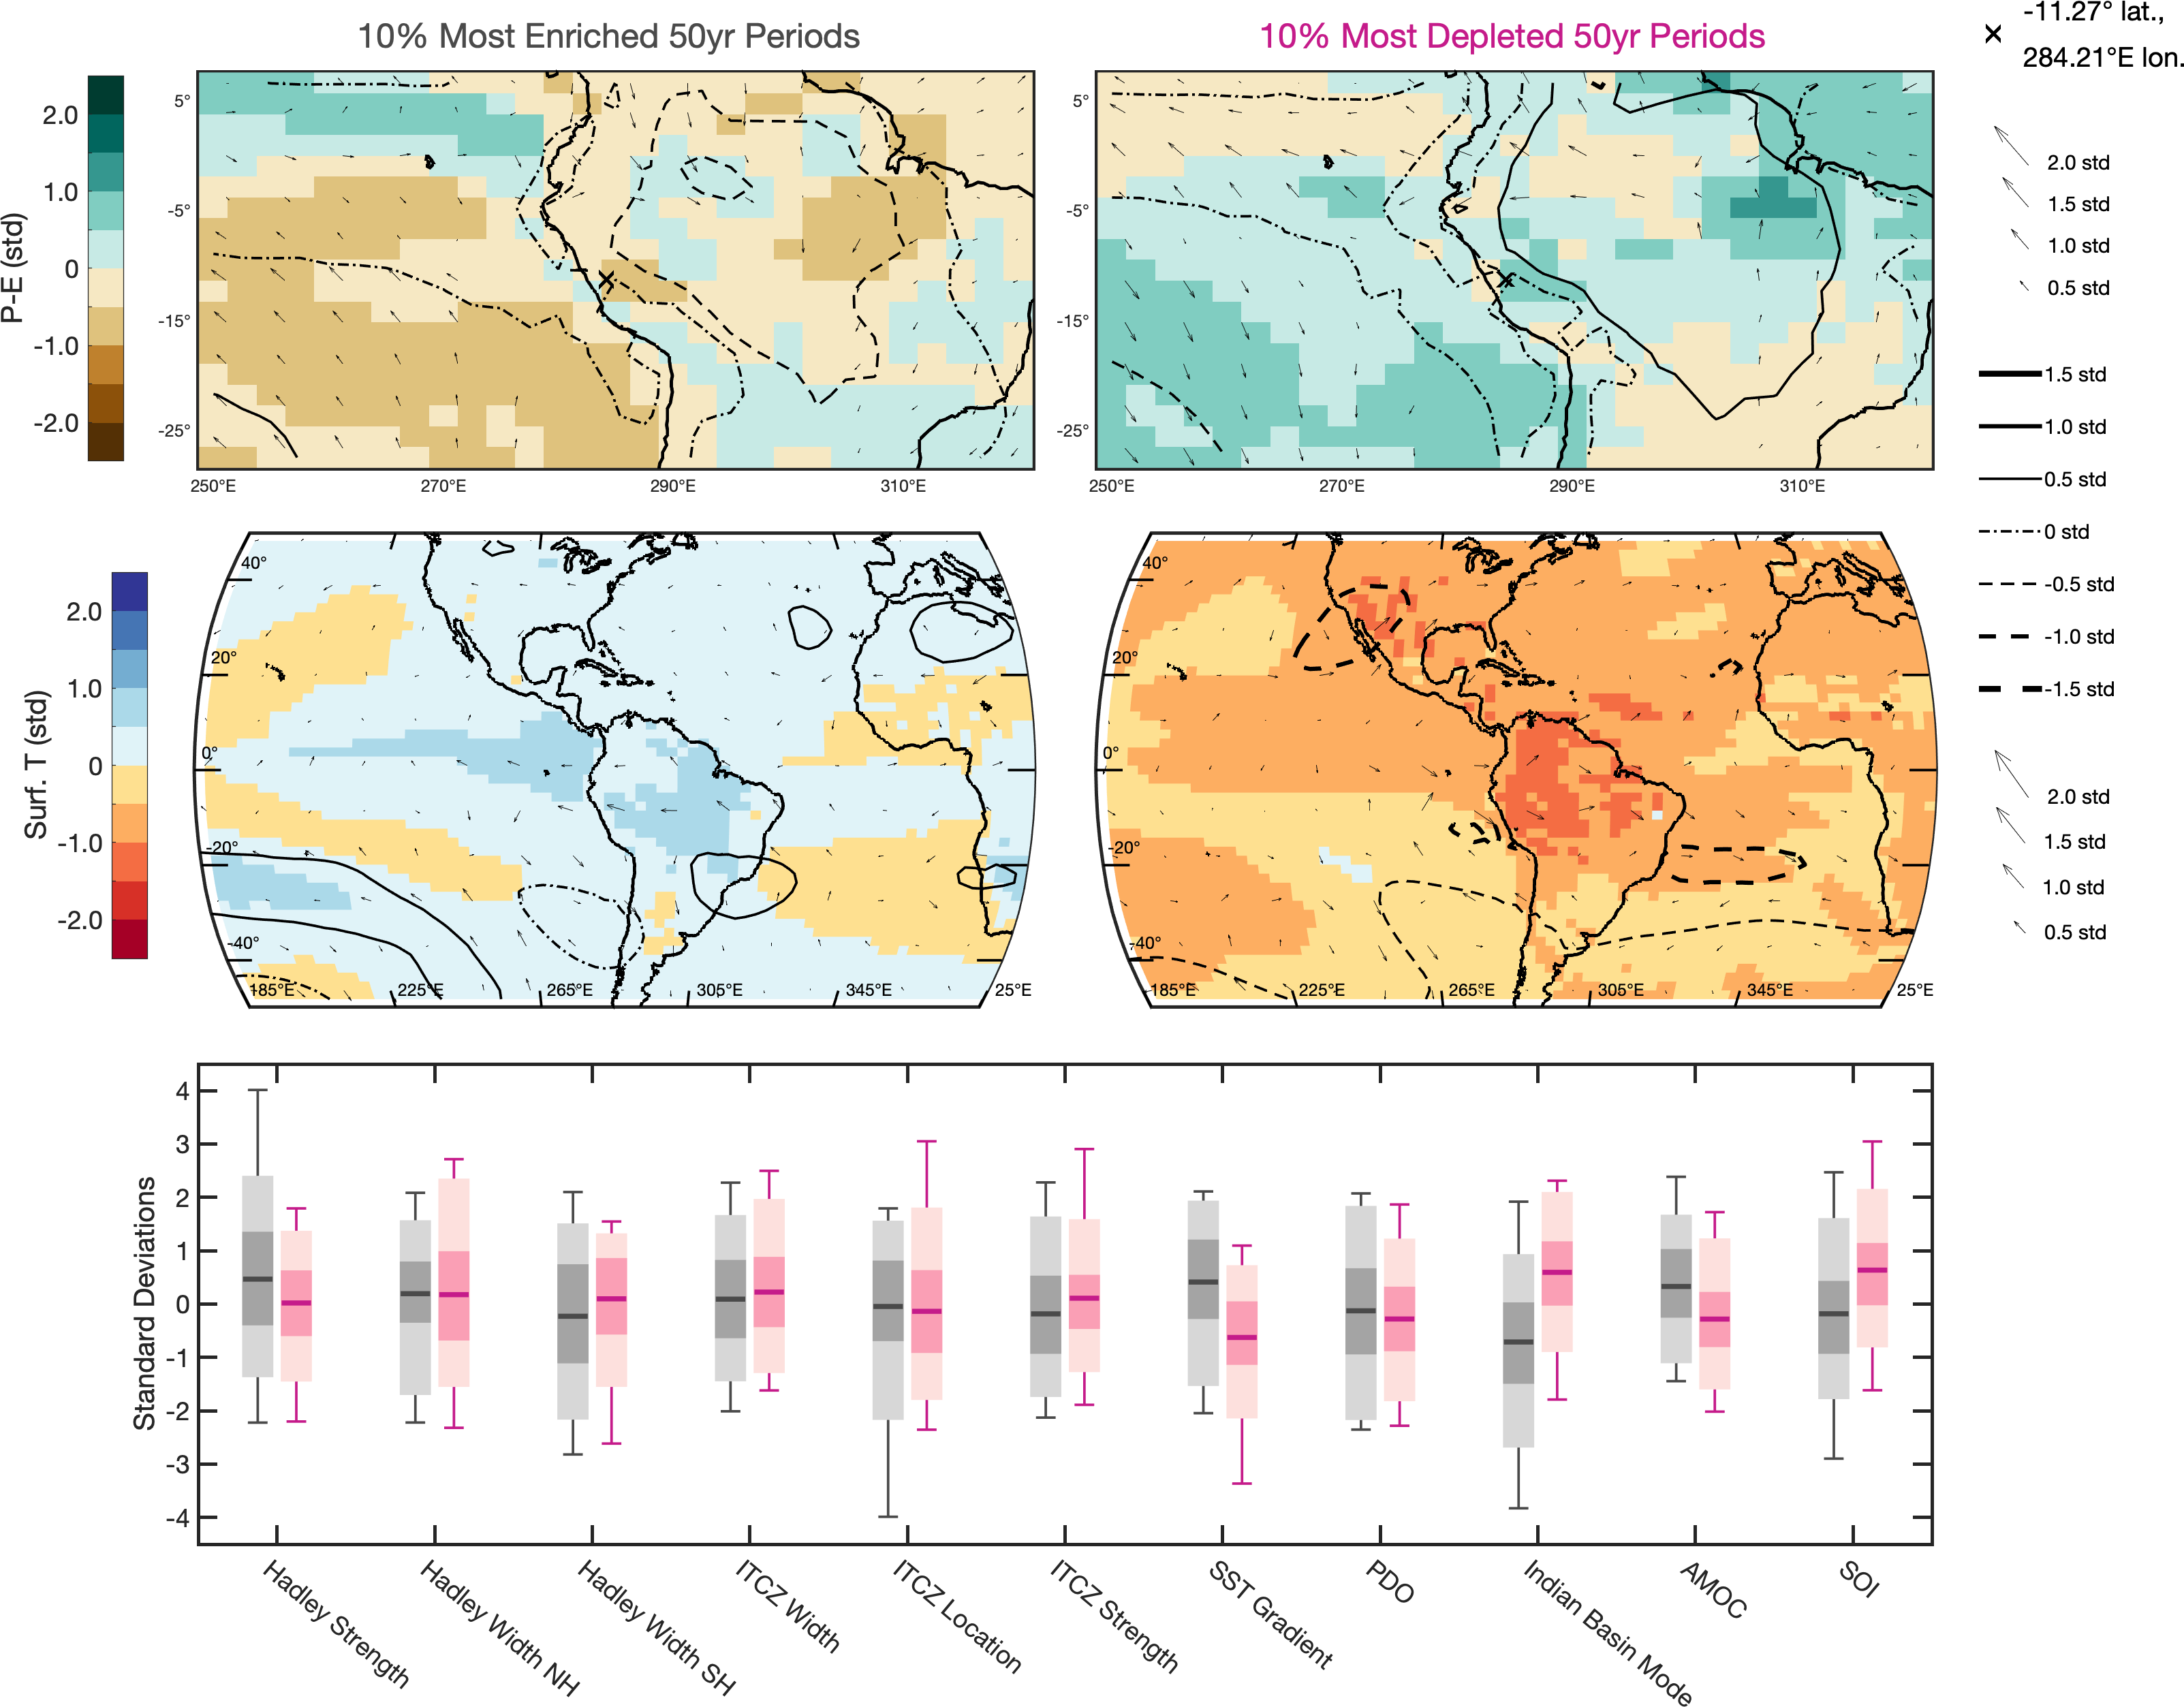 10% Most Enriched 50yr Periods
10% Most Depleted 50yr Periods
-11.27° lat.,
284.21°E lon.
P-E (std)
2.0
1.0
0
-1.0
-2.0
5°
-5°
-15°
-25°
250°E
270°E
290°E
310°E
5°
-5°
-15°
-25°
250°E
270°E
290°E
310°E
2.0 std
1.5 std
1.0 std
0.5 std
1.5 std
1.0 std
0.5 std
0 std
-0.5 std
-1.0 std
-1.5 std
Surf. T (std)
2.0
1.0
0
-1.0
-2.0
40°
20°
0°
-20°
-40°
185°E
225°E
265°E
305°E
345°E
25°E
40°
20°
0°
-20°
-40°
185°E
225°E
265°E
305°E
345°E
25°E
2.0 std
1.5 std
1.0 std
0.5 std
Standard Deviations
4
3
2
1
0
-1
-2
-3
-4
Hadley Strength
Hadley Width NH
Hadley Width SH
ITCZ Width
ITCZ Location
ITCZ Strength
SST Gradient
PDO
Indian Basin Mode
AMOC
SOI